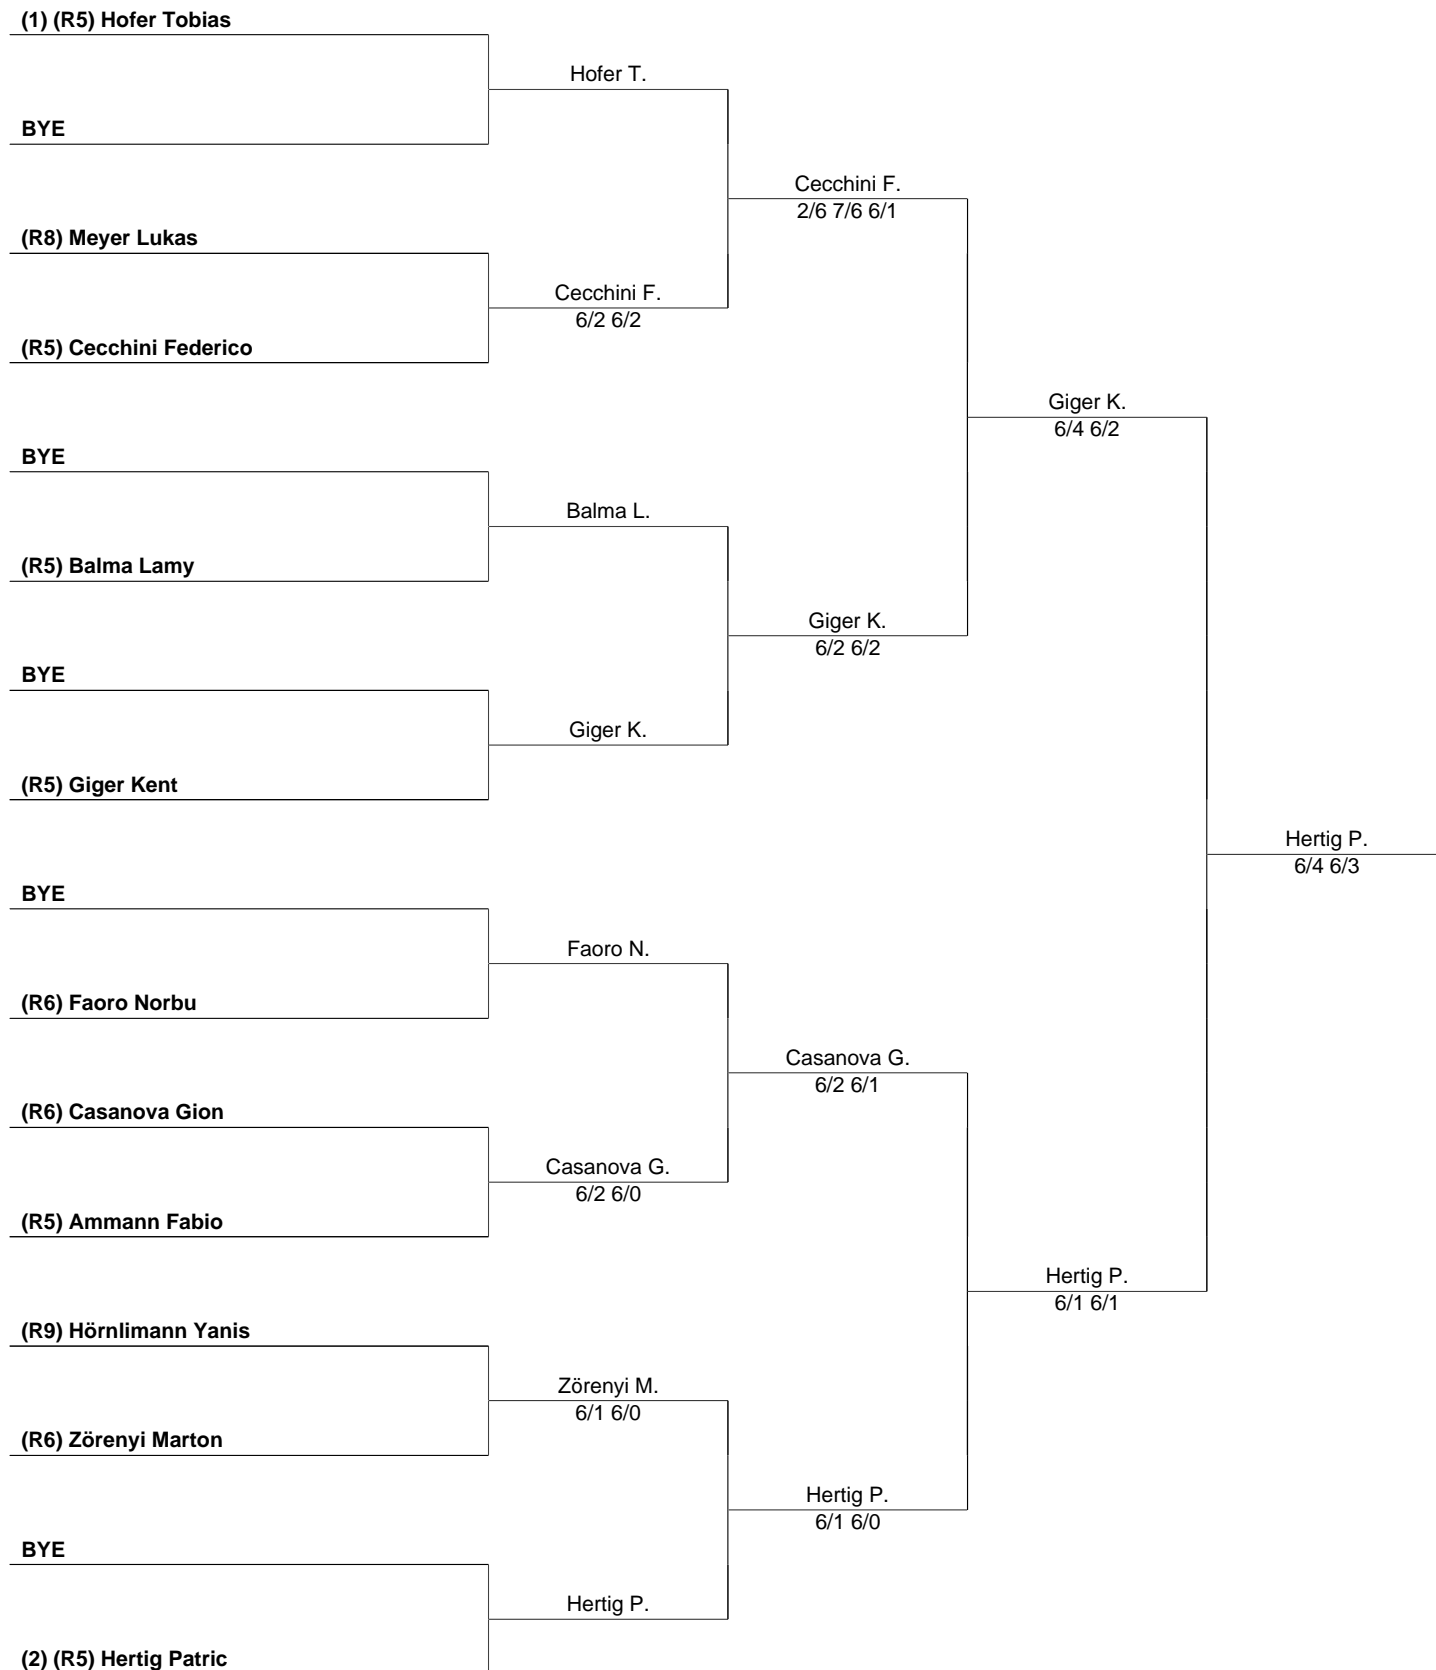 (1) (R5) Hofer Tobias
Hofer T.
BYE
Cecchini F.
2/6 7/6 6/1
(R8) Meyer Lukas
Cecchini F.
6/2 6/2
(R5) Cecchini Federico
Giger K.
6/4 6/2
BYE
Balma L.
(R5) Balma Lamy
Giger K.
6/2 6/2
BYE
Giger K.
(R5) Giger Kent
Hertig P.
6/4 6/3
BYE
Faoro N.
(R6) Faoro Norbu
Casanova G.
6/2 6/1
(R6) Casanova Gion
Casanova G.
6/2 6/0
(R5) Ammann Fabio
Hertig P.
6/1 6/1
(R9) Hörnlimann Yanis
Zörenyi M.
6/1 6/0
(R6) Zörenyi Marton
Hertig P.
6/1 6/0
BYE
Hertig P.
(2) (R5) Hertig Patric